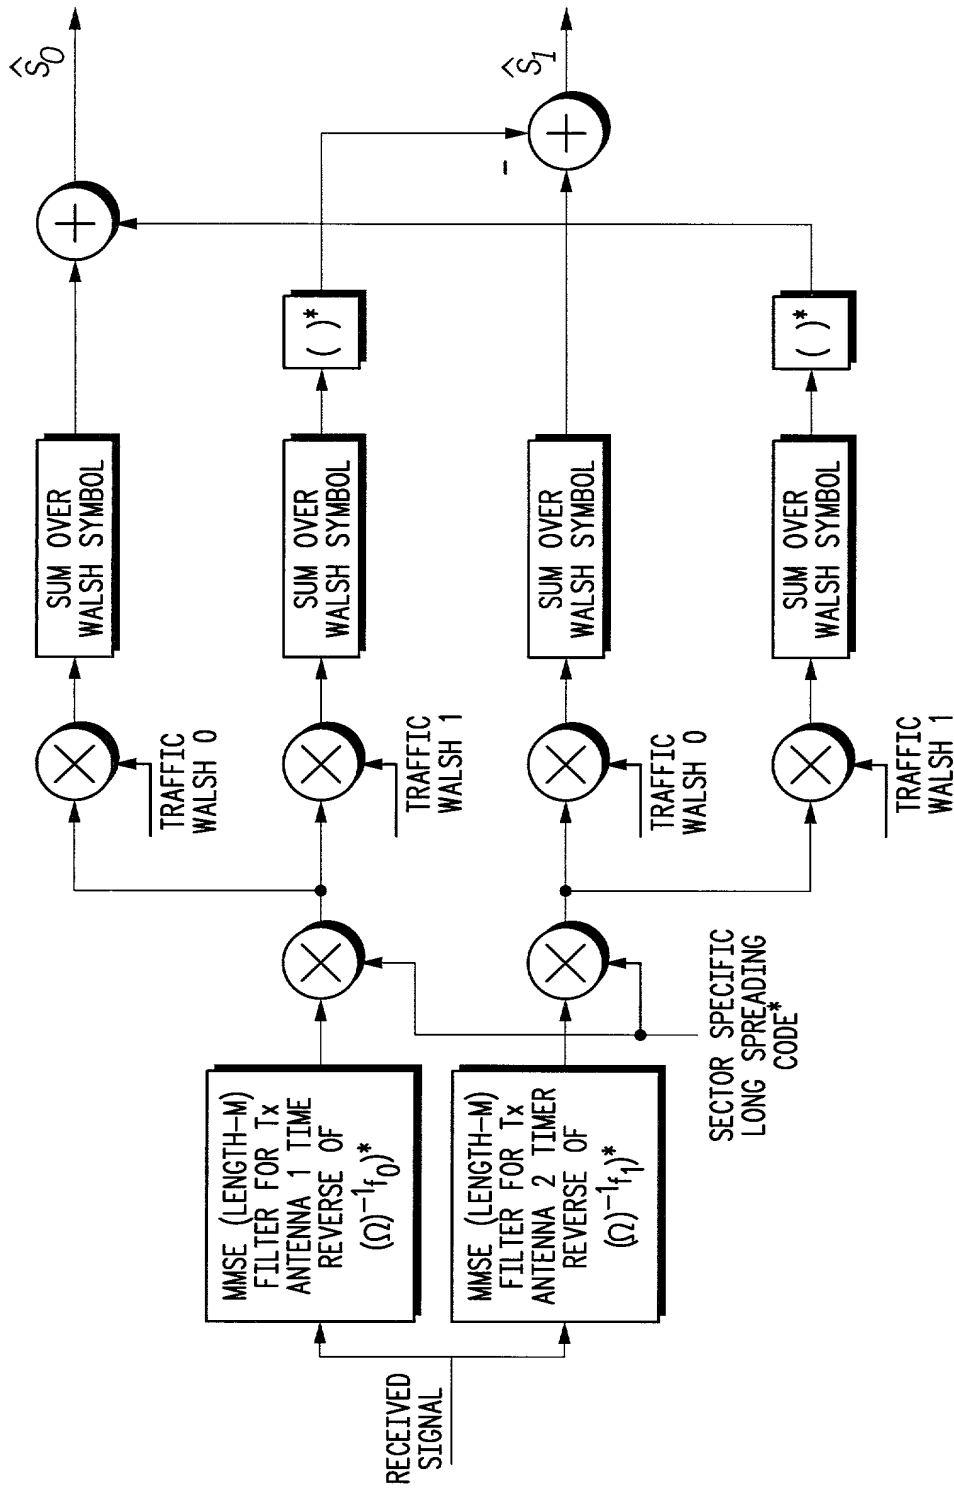 RECEIVED
SIGNAL
MMSE (LENGTH-M)
FILTER FOR Tx
ANTENNA 1 TIME
REVERSE OF
(Ω)⁻¹f₀)*
MMSE (LENGTH-M)
FILTER FOR Tx
ANTENNA 2 TIMER
REVERSE OF
(Ω)⁻¹f₁)*
SECTOR SPECIFIC
LONG SPREADING
CODE*
TRAFFIC
WALSH 0
TRAFFIC
WALSH 1
TRAFFIC
WALSH 0
TRAFFIC
WALSH 1
SUM OVER
WALSH SYMBOL
SUM OVER
WALSH SYMBOL
SUM OVER
WALSH SYMBOL
SUM OVER
WALSH SYMBOL
( )*
( )*
+
-
+
Ŝ₀
Ŝ₁